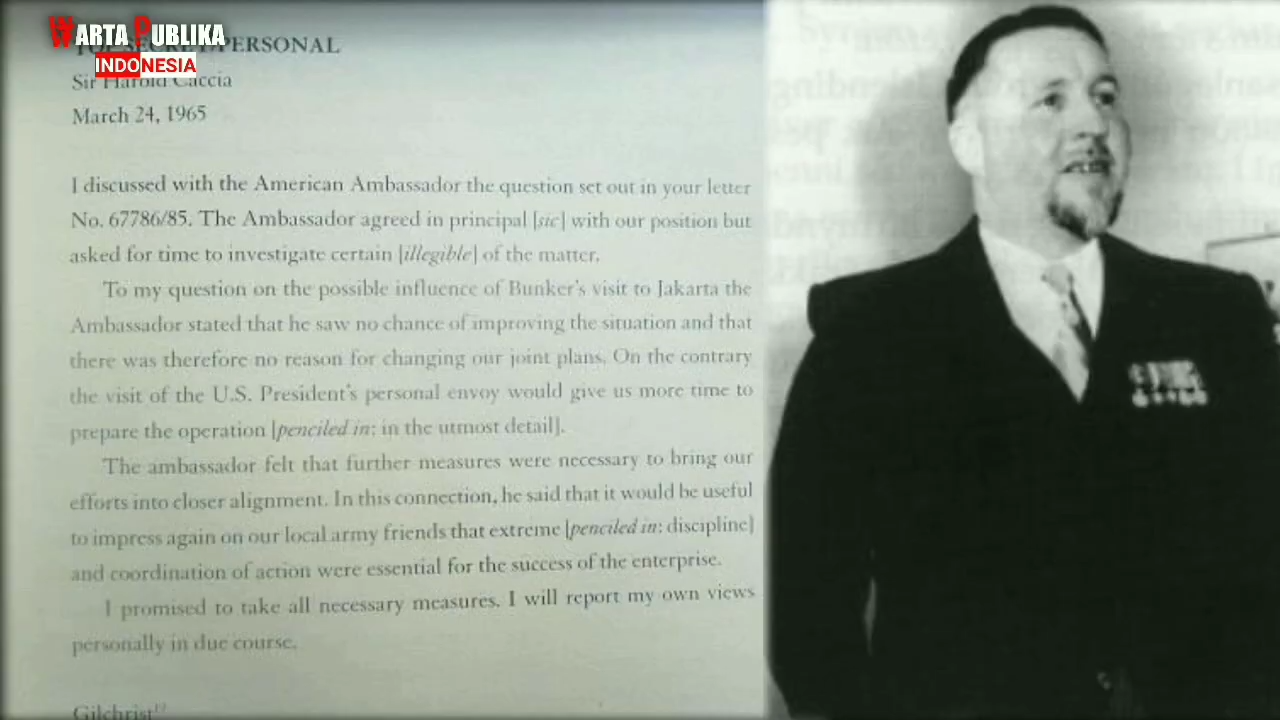 WARTA PUBLIKA
INDONESIA
TOP SECRET/PERSONAL
Sir Harold Caccia
March 24, 1965
I discussed with the American Ambassador the question set out in your letter
No. 67786/85. The Ambassador agreed in principal [sic] with our position but
asked for time to investigate certain [illegible] of the matter.
To my question on the possible influence of Bunker's visit to Jakarta the
Ambassador stated that he saw no chance of improving the situation and that
there was therefore no reason for changing our joint plans. On the contrary
the visit of the U.S. President's personal envoy would give us more time to
prepare the operation [penciled in: in the utmost detail].
The ambassador felt that further measures were necessary to bring our
efforts into closer alignment. In this connection, he said that it would be useful
to impress again on our local army friends that extreme [penciled in: discipline]
and coordination of action were essential for the success of the enterprise.
I promised to take all necessary measures. I will report my own views
personally in due course.
Gilchrist